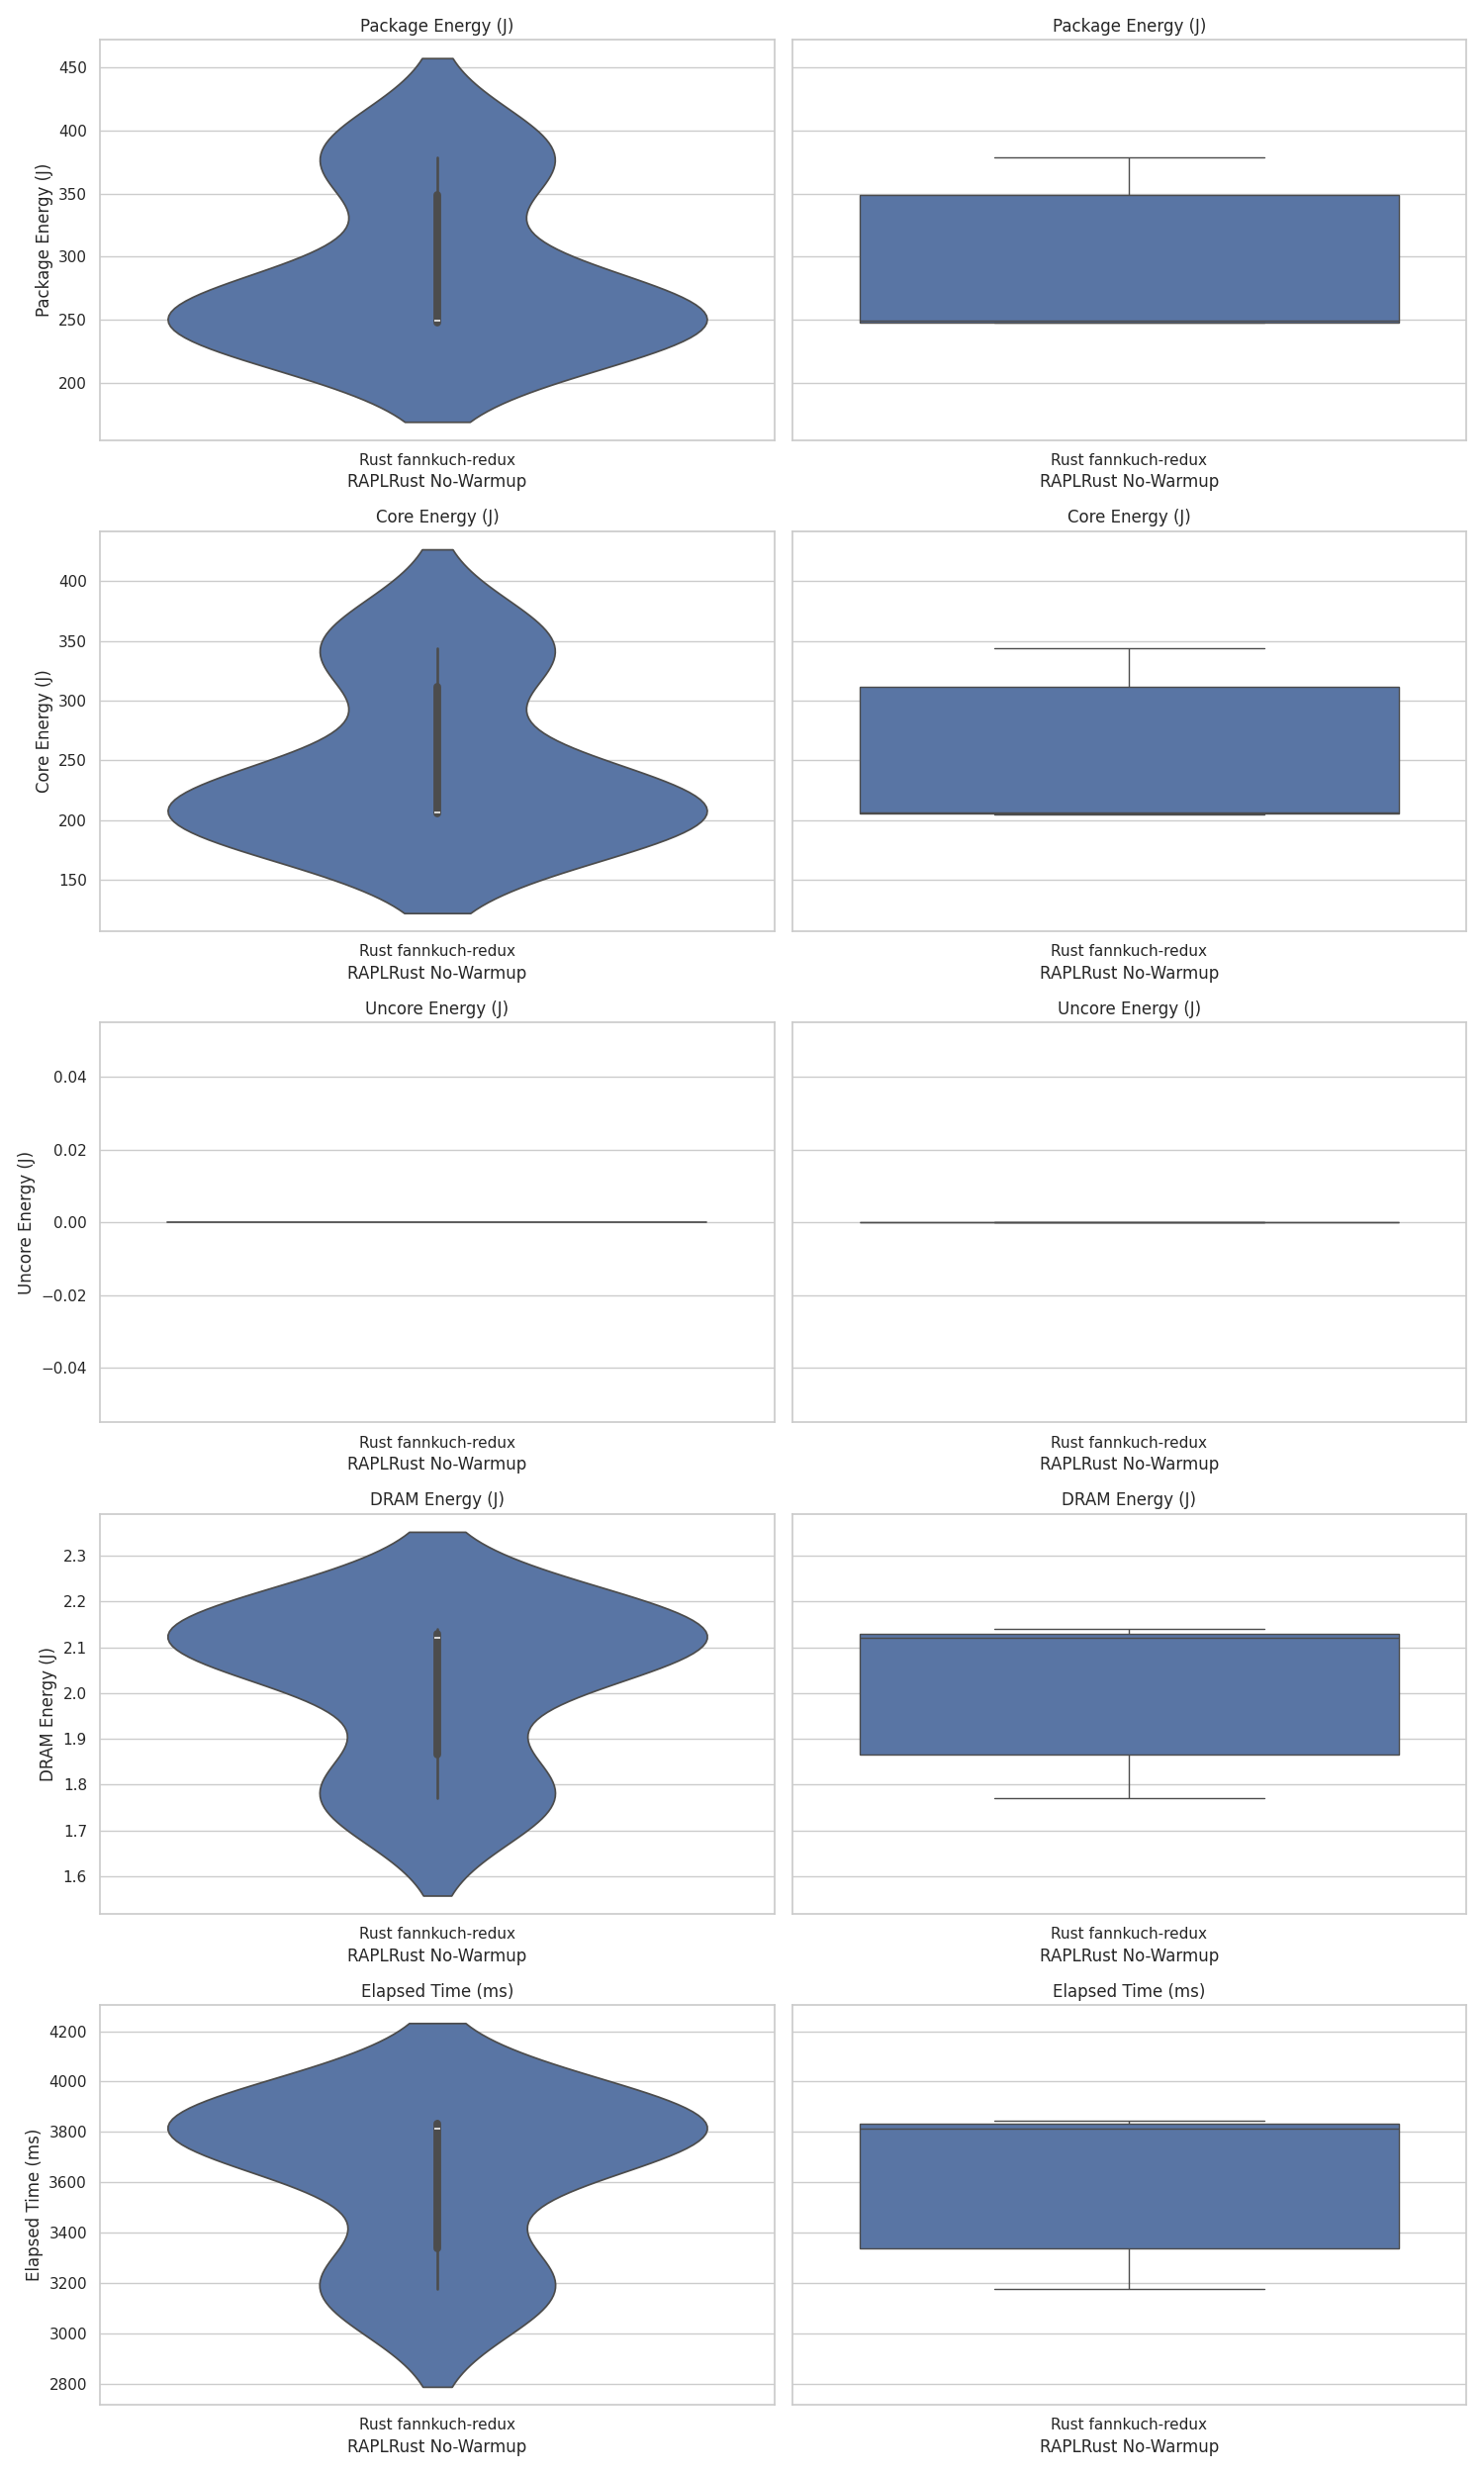 Package Energy (J)
Package Energy (J)
Package Energy (J)
450
400
350
300
250
200
Rust fannkuch-redux
RAPLRust No-Warmup
Rust fannkuch-redux
RAPLRust No-Warmup
Core Energy (J)
Core Energy (J)
Core Energy (J)
400
350
300
250
200
150
Rust fannkuch-redux
RAPLRust No-Warmup
Rust fannkuch-redux
RAPLRust No-Warmup
Uncore Energy (J)
Uncore Energy (J)
Uncore Energy (J)
0.04
0.02
0.00
−0.02
−0.04
Rust fannkuch-redux
RAPLRust No-Warmup
Rust fannkuch-redux
RAPLRust No-Warmup
DRAM Energy (J)
DRAM Energy (J)
DRAM Energy (J)
2.3
2.2
2.1
2.0
1.9
1.8
1.7
1.6
Rust fannkuch-redux
RAPLRust No-Warmup
Rust fannkuch-redux
RAPLRust No-Warmup
Elapsed Time (ms)
Elapsed Time (ms)
Elapsed Time (ms)
4200
4000
3800
3600
3400
3200
3000
2800
Rust fannkuch-redux
RAPLRust No-Warmup
Rust fannkuch-redux
RAPLRust No-Warmup